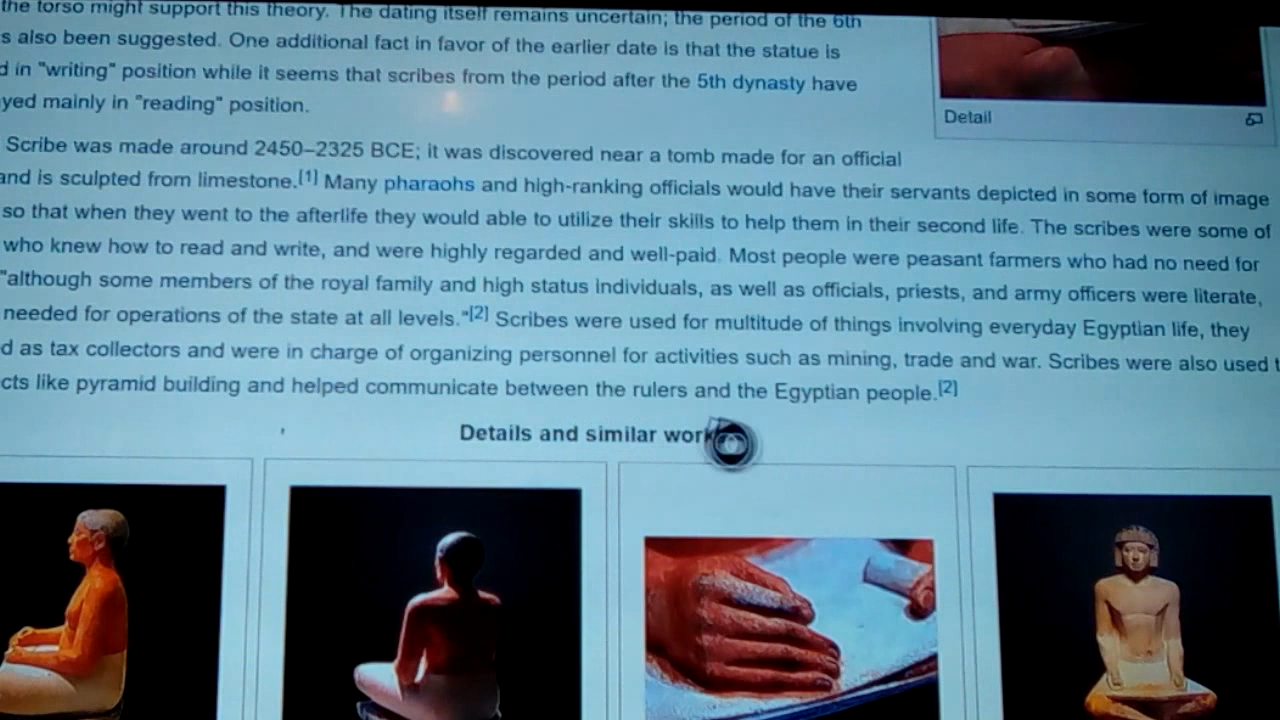 the torso might support this theory. The dating itself remains uncertain; the period of the 6th
s also been suggested. One additional fact in favor of the earlier date is that the statue is
d in "writing" position while it seems that scribes from the period after the 5th dynasty have
yed mainly in "reading" position.
Detail
Scribe was made around 2450–2325 BCE; it was discovered near a tomb made for an official
and is sculpted from limestone.[1] Many pharaohs and high-ranking officials would have their servants depicted in some form of image
so that when they went to the afterlife they would able to utilize their skills to help them in their second life. The scribes were some of
who knew how to read and write, and were highly regarded and well-paid. Most people were peasant farmers who had no need for
"although some members of the royal family and high status individuals, as well as officials, priests, and army officers were literate,
needed for operations of the state at all levels."[2] Scribes were used for multitude of things involving everyday Egyptian life, they
d as tax collectors and were in charge of organizing personnel for activities such as mining, trade and war. Scribes were also used t
cts like pyramid building and helped communicate between the rulers and the Egyptian people.[2]
Details and similar work